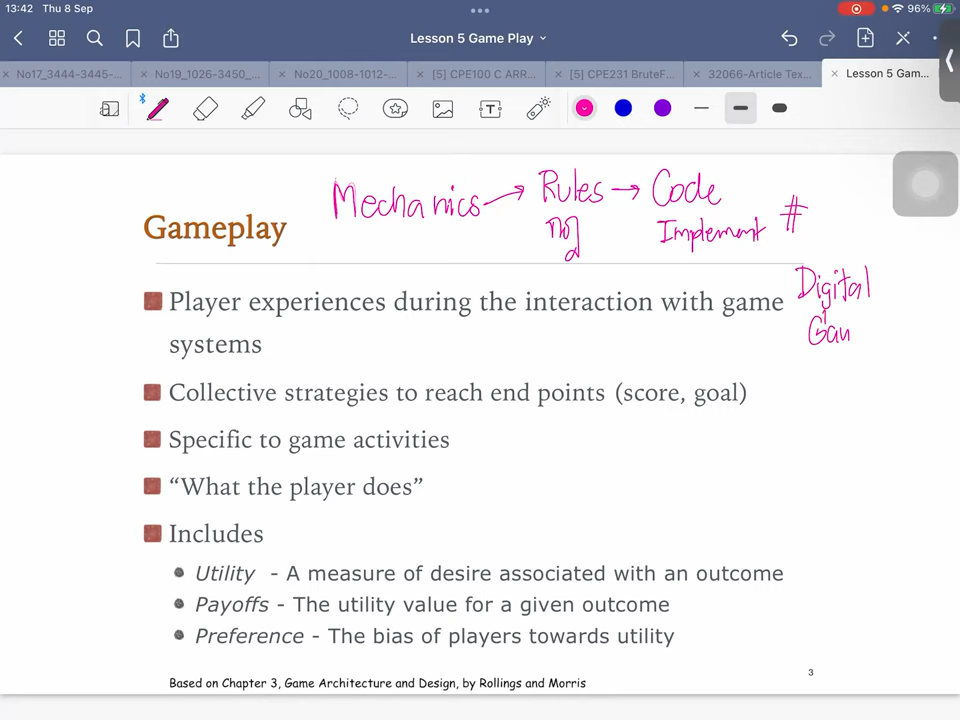 13:42 Thu 8 Sep
96%
Lesson 5 Game Play
No17_3444-3445-...
No19_1026-3450_...
No20_1008-1012-...
[5] CPE100 C ARR...
[5] CPE231 BruteF...
32066-Article Tex...
Lesson 5 Gam...
Mechanics → Rules → Code
Implement #
Gameplay
Digital
Player experiences during the interaction with game
systems
Collective strategies to reach end points (score, goal)
Specific to game activities
“What the player does”
Includes
Utility - A measure of desire associated with an outcome
Payoffs - The utility value for a given outcome
Preference - The bias of players towards utility
3
Based on Chapter 3, Game Architecture and Design, by Rollings and Morris